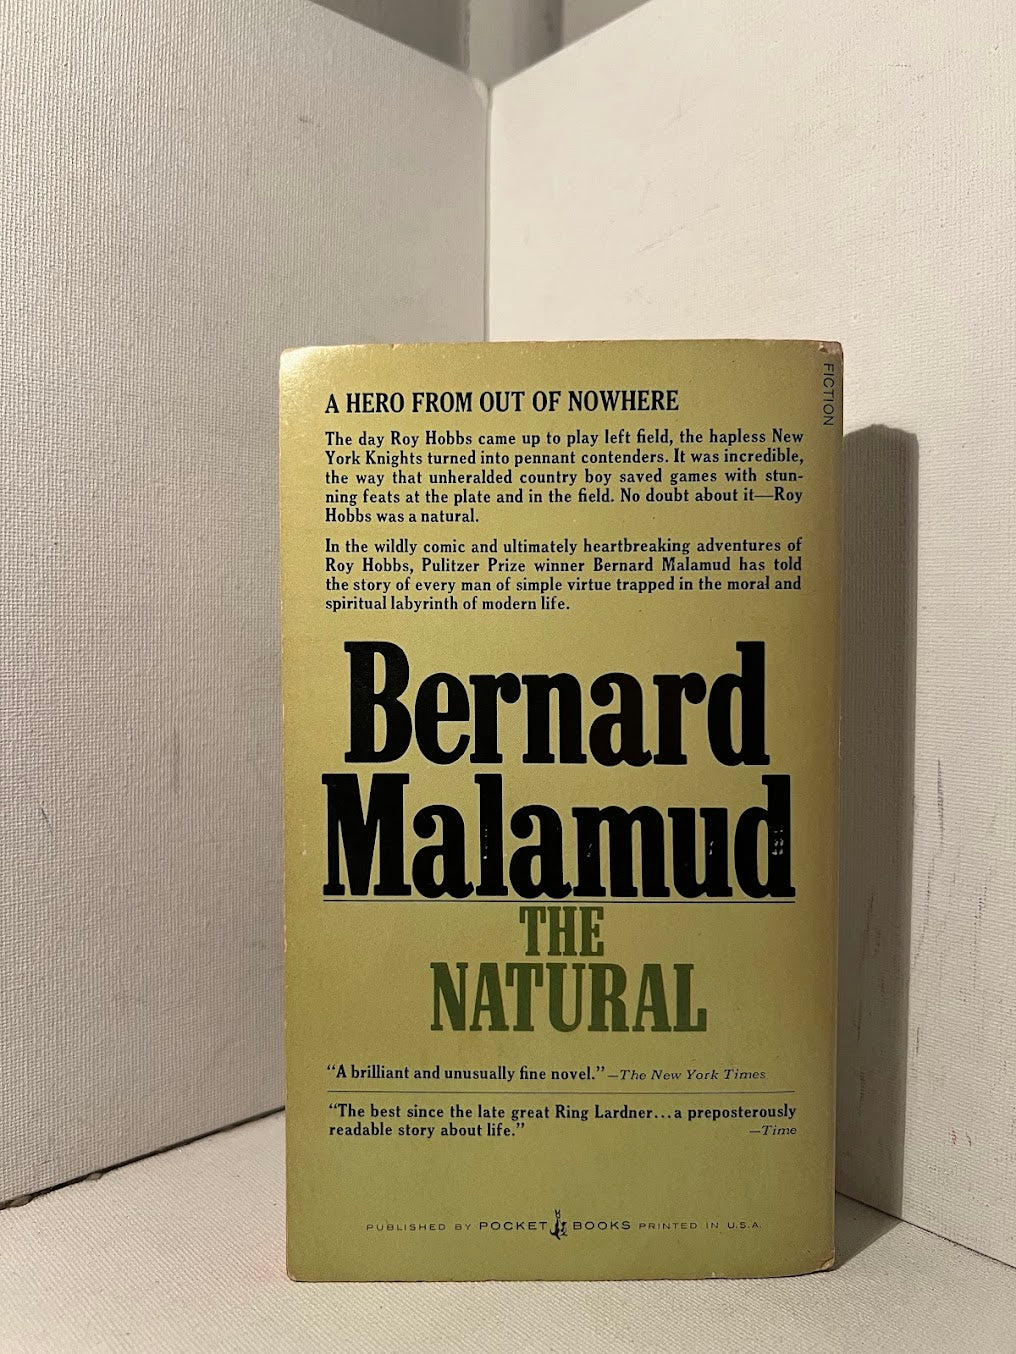 FICTION
A HERO FROM OUT OF NOWHERE
The day Roy Hobbs came up to play left field, the hapless New
York Knights turned into pennant contenders. It was incredible,
the way that unheralded country boy saved games with stun-
ning feats at the plate and in the field. No doubt about it—Roy
Hobbs was a natural.
In the wildly comic and ultimately heartbreaking adventures of
Roy Hobbs, Pulitzer Prize winner Bernard Malamud has told
the story of every man of simple virtue trapped in the moral and
spiritual labyrinth of modern life.
Bernard
Malamud
THE
NATURAL
“A brilliant and unusually fine novel.”—The New York Times
“The best since the late great Ring Lardner...a preposterously
readable story about life.” —Time
PUBLISHED BY POCKET BOOKS PRINTED IN U.S.A.